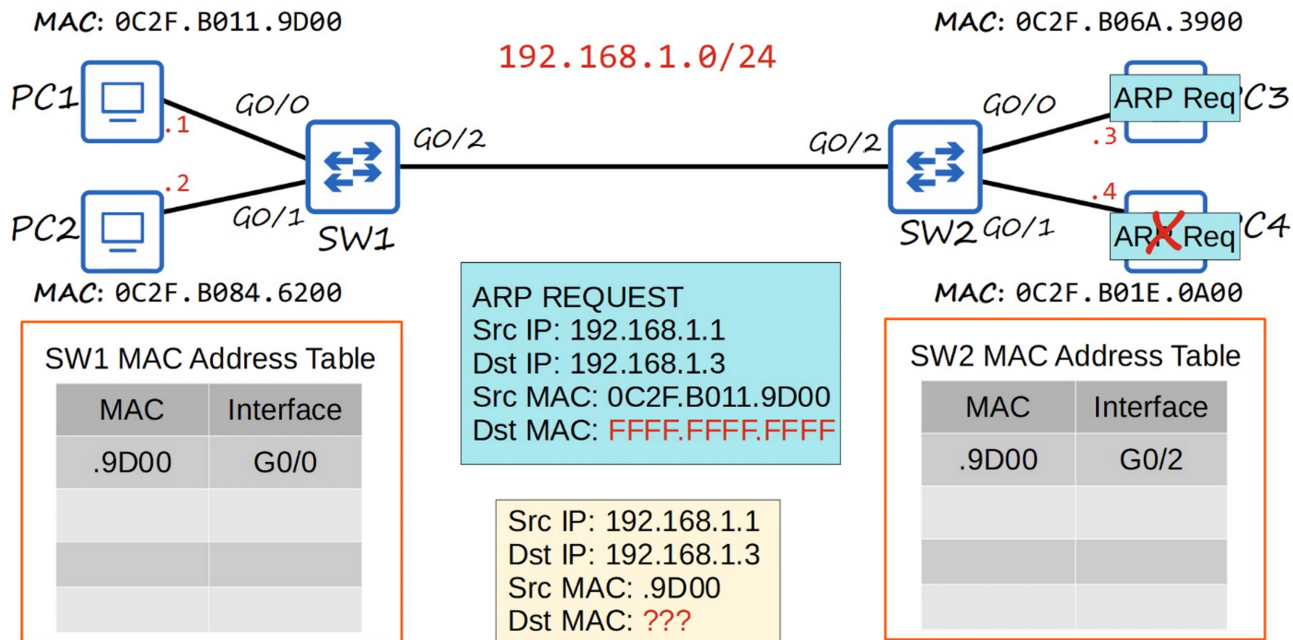 MAC: 0C2F.B011.9D00
MAC: 0C2F.B06A.3900
192.168.1.0/24
PC1
.1
G0/0
G0/2
G0/2
G0/0
ARP Req
C3
.3
PC2
.2
G0/1
SW1
SW2
G0/1
.4
ARP Req
C4
MAC: 0C2F.B084.6200
MAC: 0C2F.B01E.0A00
ARP REQUEST
Src IP: 192.168.1.1
Dst IP: 192.168.1.3
Src MAC: 0C2F.B011.9D00
Dst MAC: FFFF.FFFF.FFFF
SW1 MAC Address Table
MAC Interface
.9D00 G0/0
SW2 MAC Address Table
MAC Interface
.9D00 G0/2
Src IP: 192.168.1.1
Dst IP: 192.168.1.3
Src MAC: .9D00
Dst MAC: ???